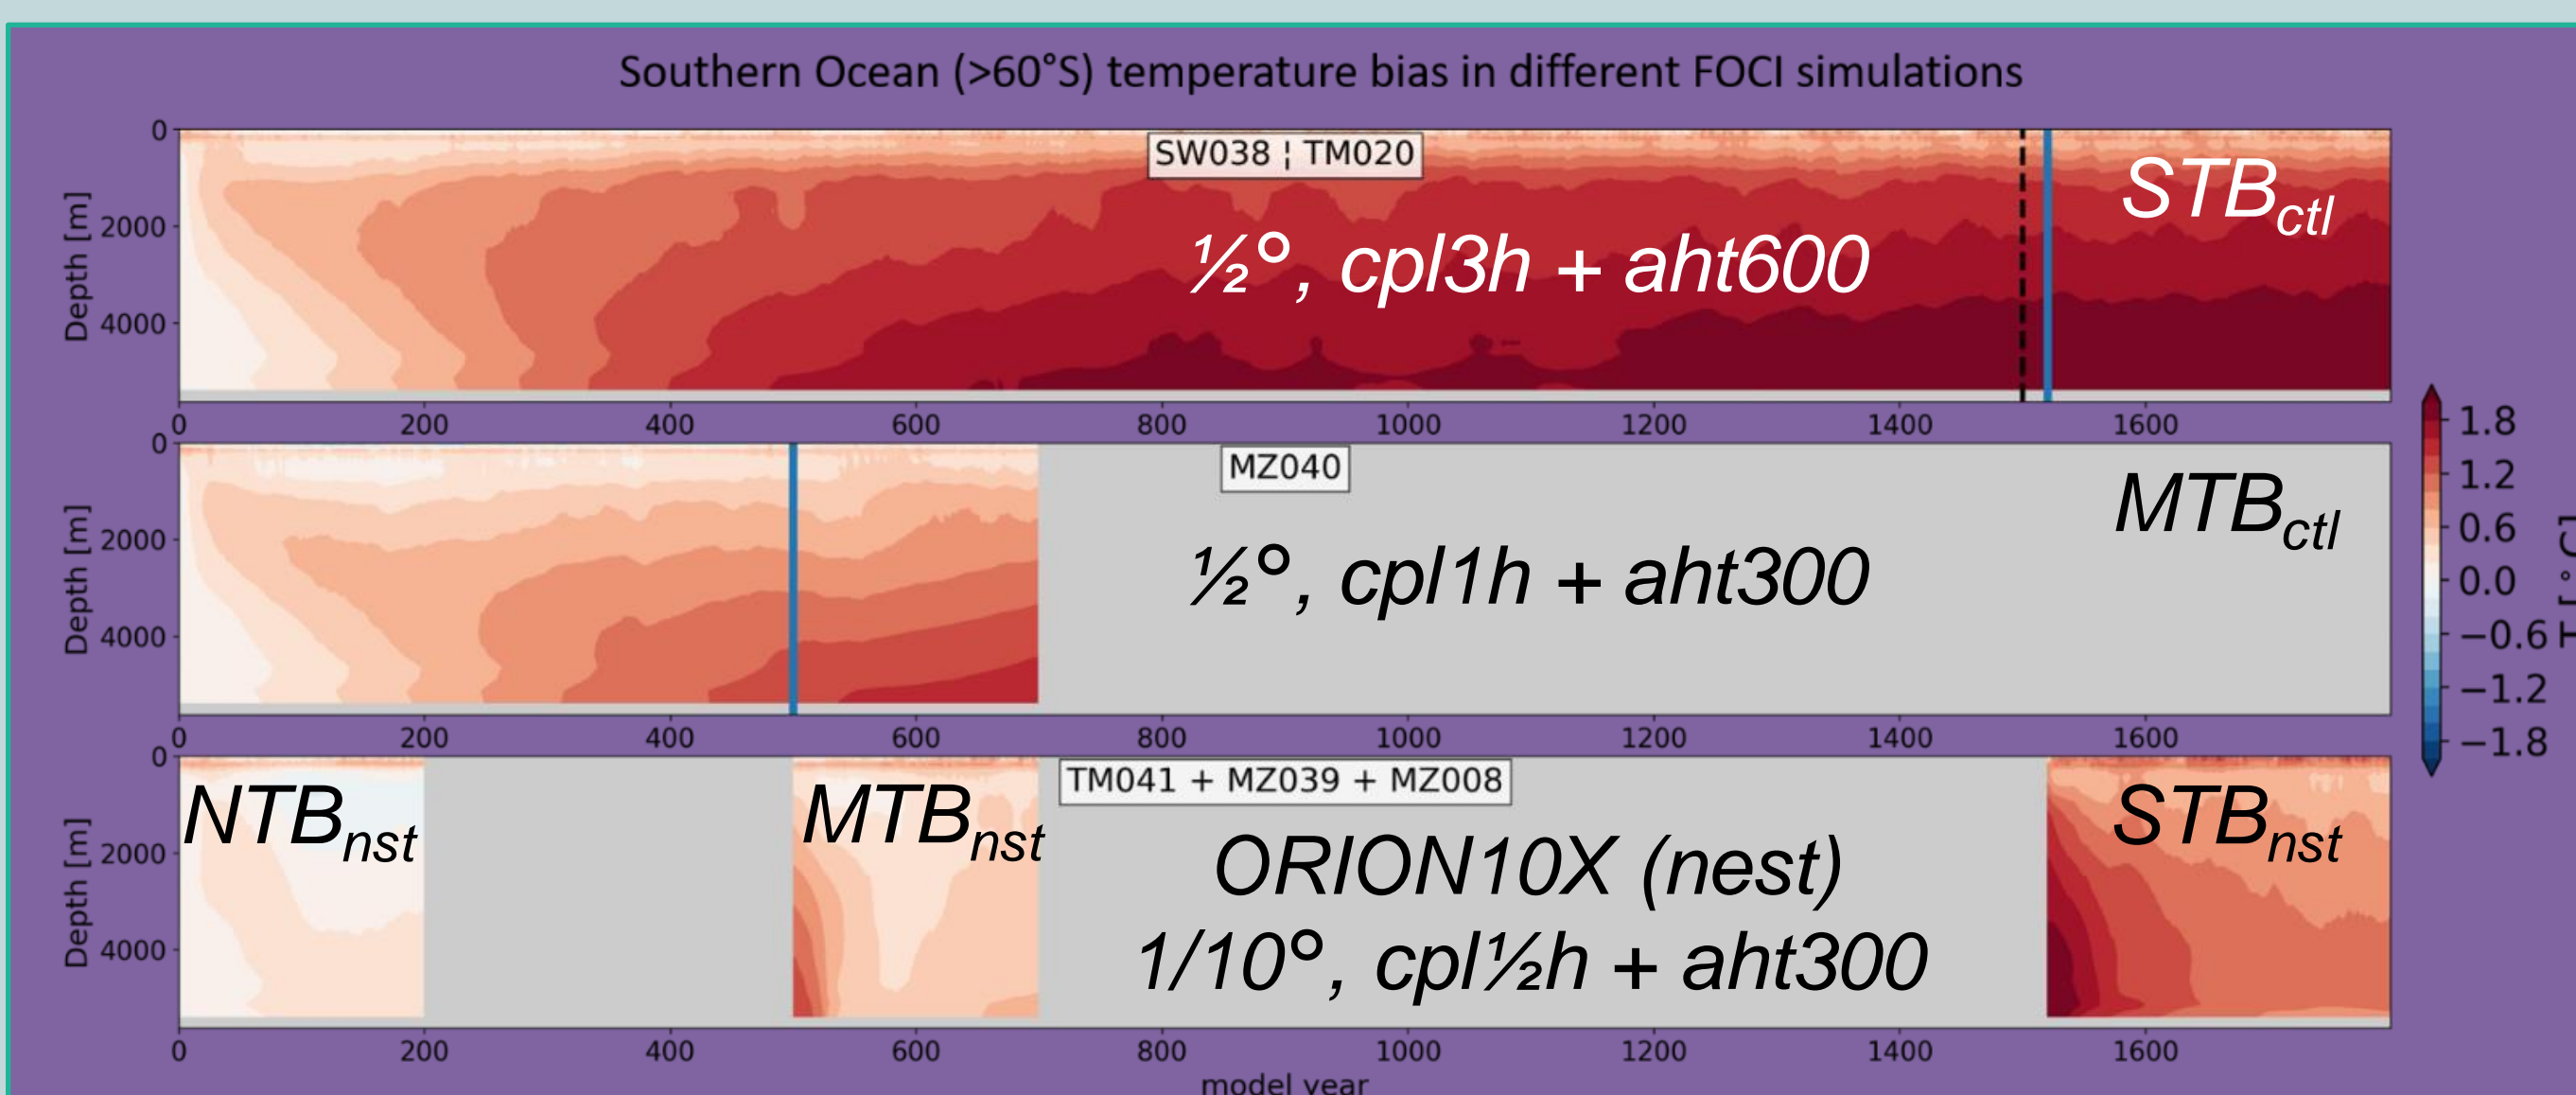 Southern Ocean (>60°S) temperature bias in different FOCI simulations
0
2000
4000
Depth [m]
SW038 ¦ TM020
STBctl
½°, cpl3h + aht600
0 200 400 600 800 1000 1200 1400 1600
0
2000
4000
Depth [m]
MZ040
MTBctl
½°, cpl1h + aht300
0 200 400 600 800 1000 1200 1400 1600
0
2000
4000
Depth [m]
NTBnst
MTBnst
TM041 + MZ039 + MZ008
STBnst
ORION10X (nest)
1/10°, cpl½h + aht300
0 200 400 600 800 1000 1200 1400 1600
model year
1.8
1.2
0.6
0.0
−0.6
−1.2
−1.8